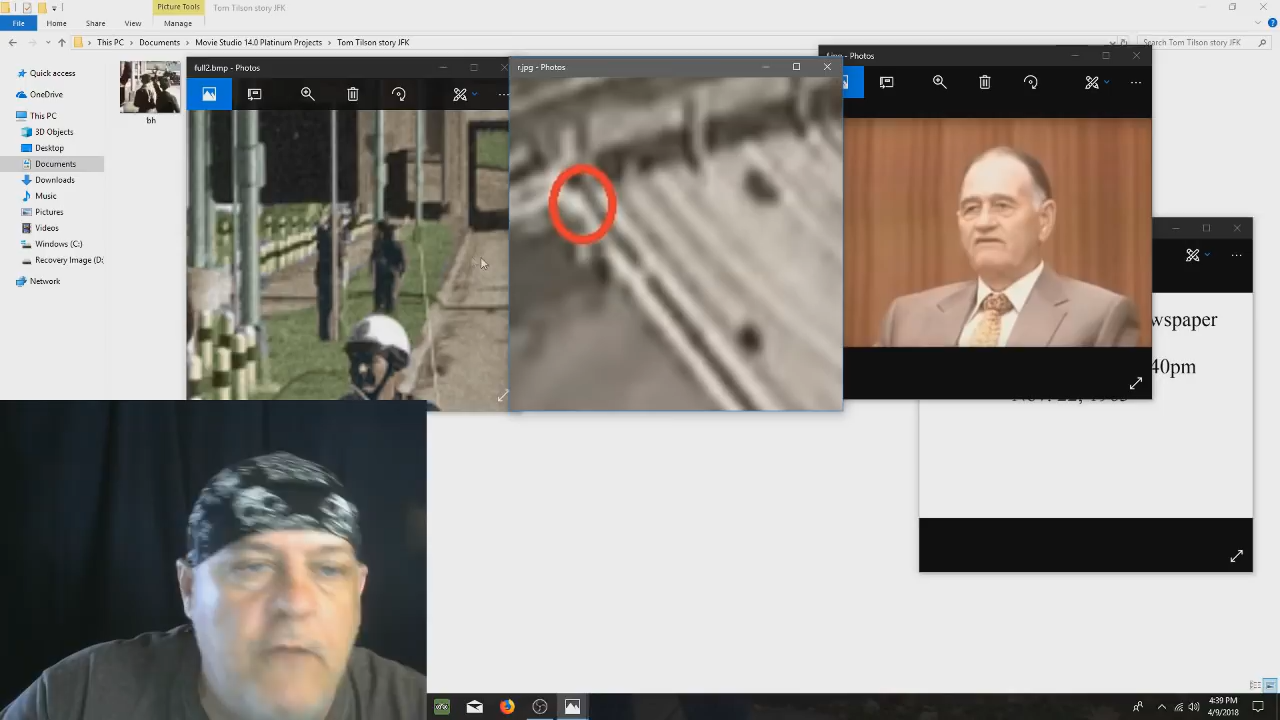 Picture Tools
Tom Tilson story JFK
File
Home
Share
View
Manage
This PC
Documents
Movie Studio 14.0 Platinum Projects
Tom Tilson story JFK
Search Tom Tilson story JFK
Quick access
OneDrive
This PC
3D Objects
Desktop
Documents
Downloads
Music
Pictures
Videos
Windows (C:)
Recovery Image (D:
Network
bh
full2.bmp - Photos
r.jpg - Photos
- Photos
wspaper
40pm
4:39 PM
4/9/2018